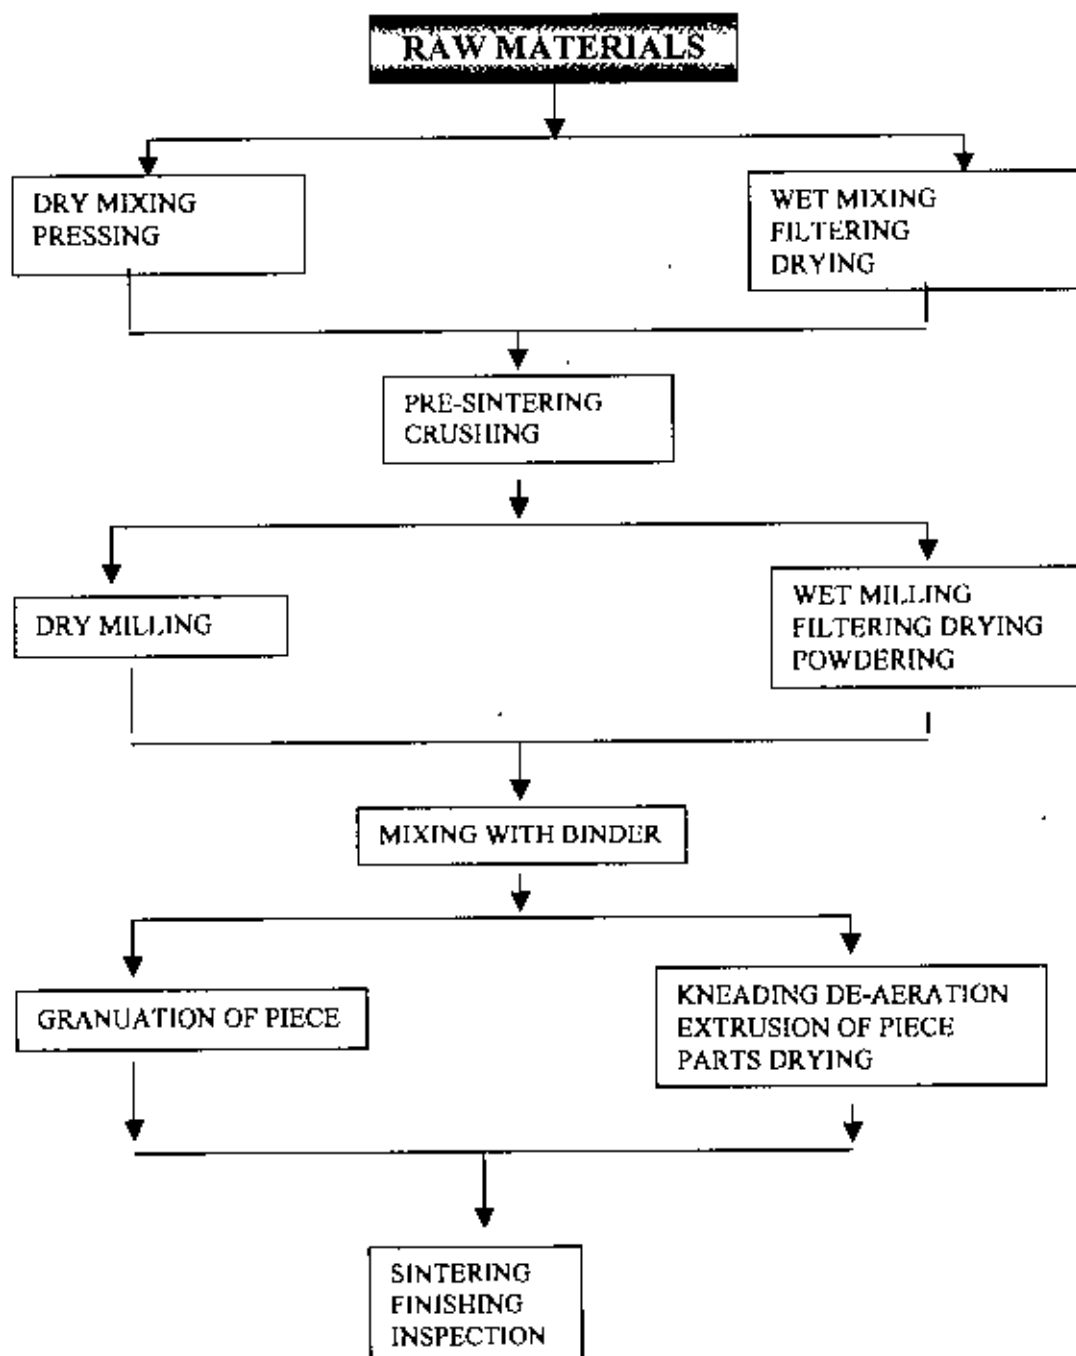 RAW MATERIALS
DRY MIXING
PRESSING
WET MIXING
FILTERING
DRYING
PRE-SINTERING
CRUSHING
DRY MILLING
WET MILLING
FILTERING DRYING
POWDERING
MIXING WITH BINDER
GRANUATION OF PIECE
KNEADING DE-AERATION
EXTRUSION OF PIECE
PARTS DRYING
SINTERING
FINISHING
INSPECTION